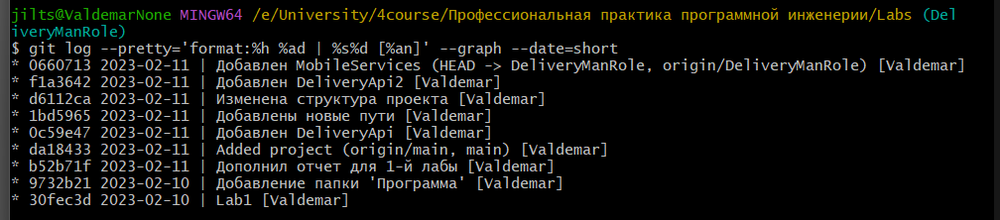 jilts@ValdemarNone MINGW64 /e/University/4course/Профессиональная практика программной инженерии/Labs (Del
iveryManRole)
$ git log --pretty='format:%h %ad | %s%d [%an]' --graph --date=short
* 0660713 2023-02-11 | Добавлен MobileServices (HEAD -> DeliveryManRole, origin/DeliveryManRole) [Valdemar]
* f1a3642 2023-02-11 | Добавлен DeliveryApi2 [Valdemar]
* d6112ca 2023-02-11 | Изменена структура проекта [Valdemar]
* 1bd5965 2023-02-11 | Добавлены новые пути [Valdemar]
* 0c59e47 2023-02-11 | Добавлен DeliveryApi [Valdemar]
* da18433 2023-02-11 | Added project (origin/main, main) [Valdemar]
* b52b71f 2023-02-11 | Дополнил отчет для 1-й лабы [Valdemar]
* 9732b21 2023-02-10 | Добавление папки 'Программа' [Valdemar]
* 30fec3d 2023-02-10 | Lab1 [Valdemar]